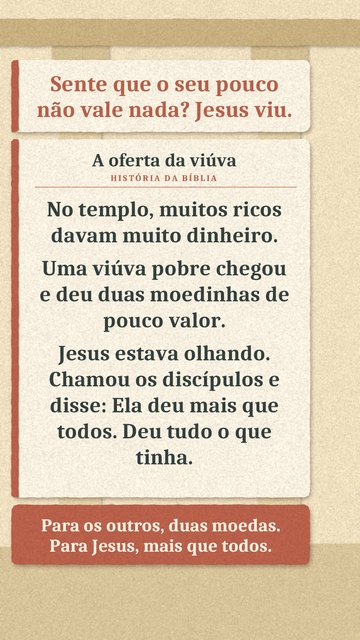 Sente que o seu pouco
não vale nada? Jesus viu.
A oferta da viúva
HISTÓRIA DA BÍBLIA
No templo, muitos ricos
davam muito dinheiro.
Uma viúva pobre chegou
e deu duas moedinhas de
pouco valor.
Jesus estava olhando.
Chamou os discípulos e
disse: Ela deu mais que
todos. Deu tudo o que
tinha.
Para os outros, duas moedas.
Para Jesus, mais que todos.